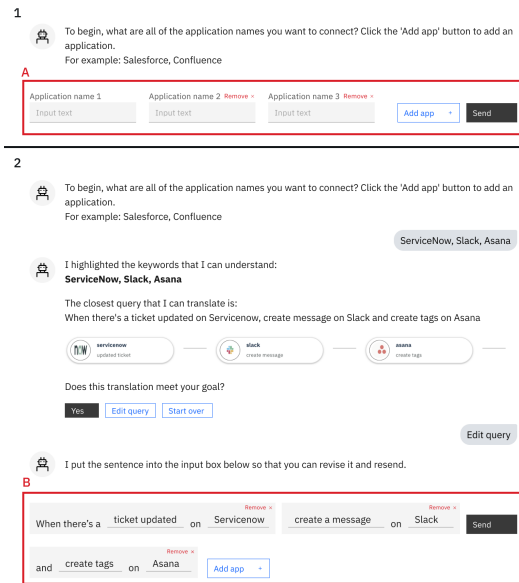 1
To begin, what are all of the application names you want to connect? Click the 'Add app' button to add an
application.
For example: Salesforce, Confluence
A
Application name 1 Application name 2 Remove × Application name 3 Remove ×
Input text Input text Input text Add app + Send
2
To begin, what are all of the application names you want to connect? Click the 'Add app' button to add an
application.
For example: Salesforce, Confluence
ServiceNow, Slack, Asana
I highlighted the keywords that I can understand:
ServiceNow, Slack, Asana
The closest query that I can translate is:
When there's a ticket updated on Servicenow, create message on Slack and create tags on Asana
now servicenow slack asana
updated ticket create message create tags
Does this translation meet your goal?
Yes Edit query Start over
Edit query
I put the sentence into the input box below so that you can revise it and resend.
B
Remove × Remove ×
When there's a ticket updated on Servicenow create a message on Slack Send
Remove ×
and create tags on Asana Add app +